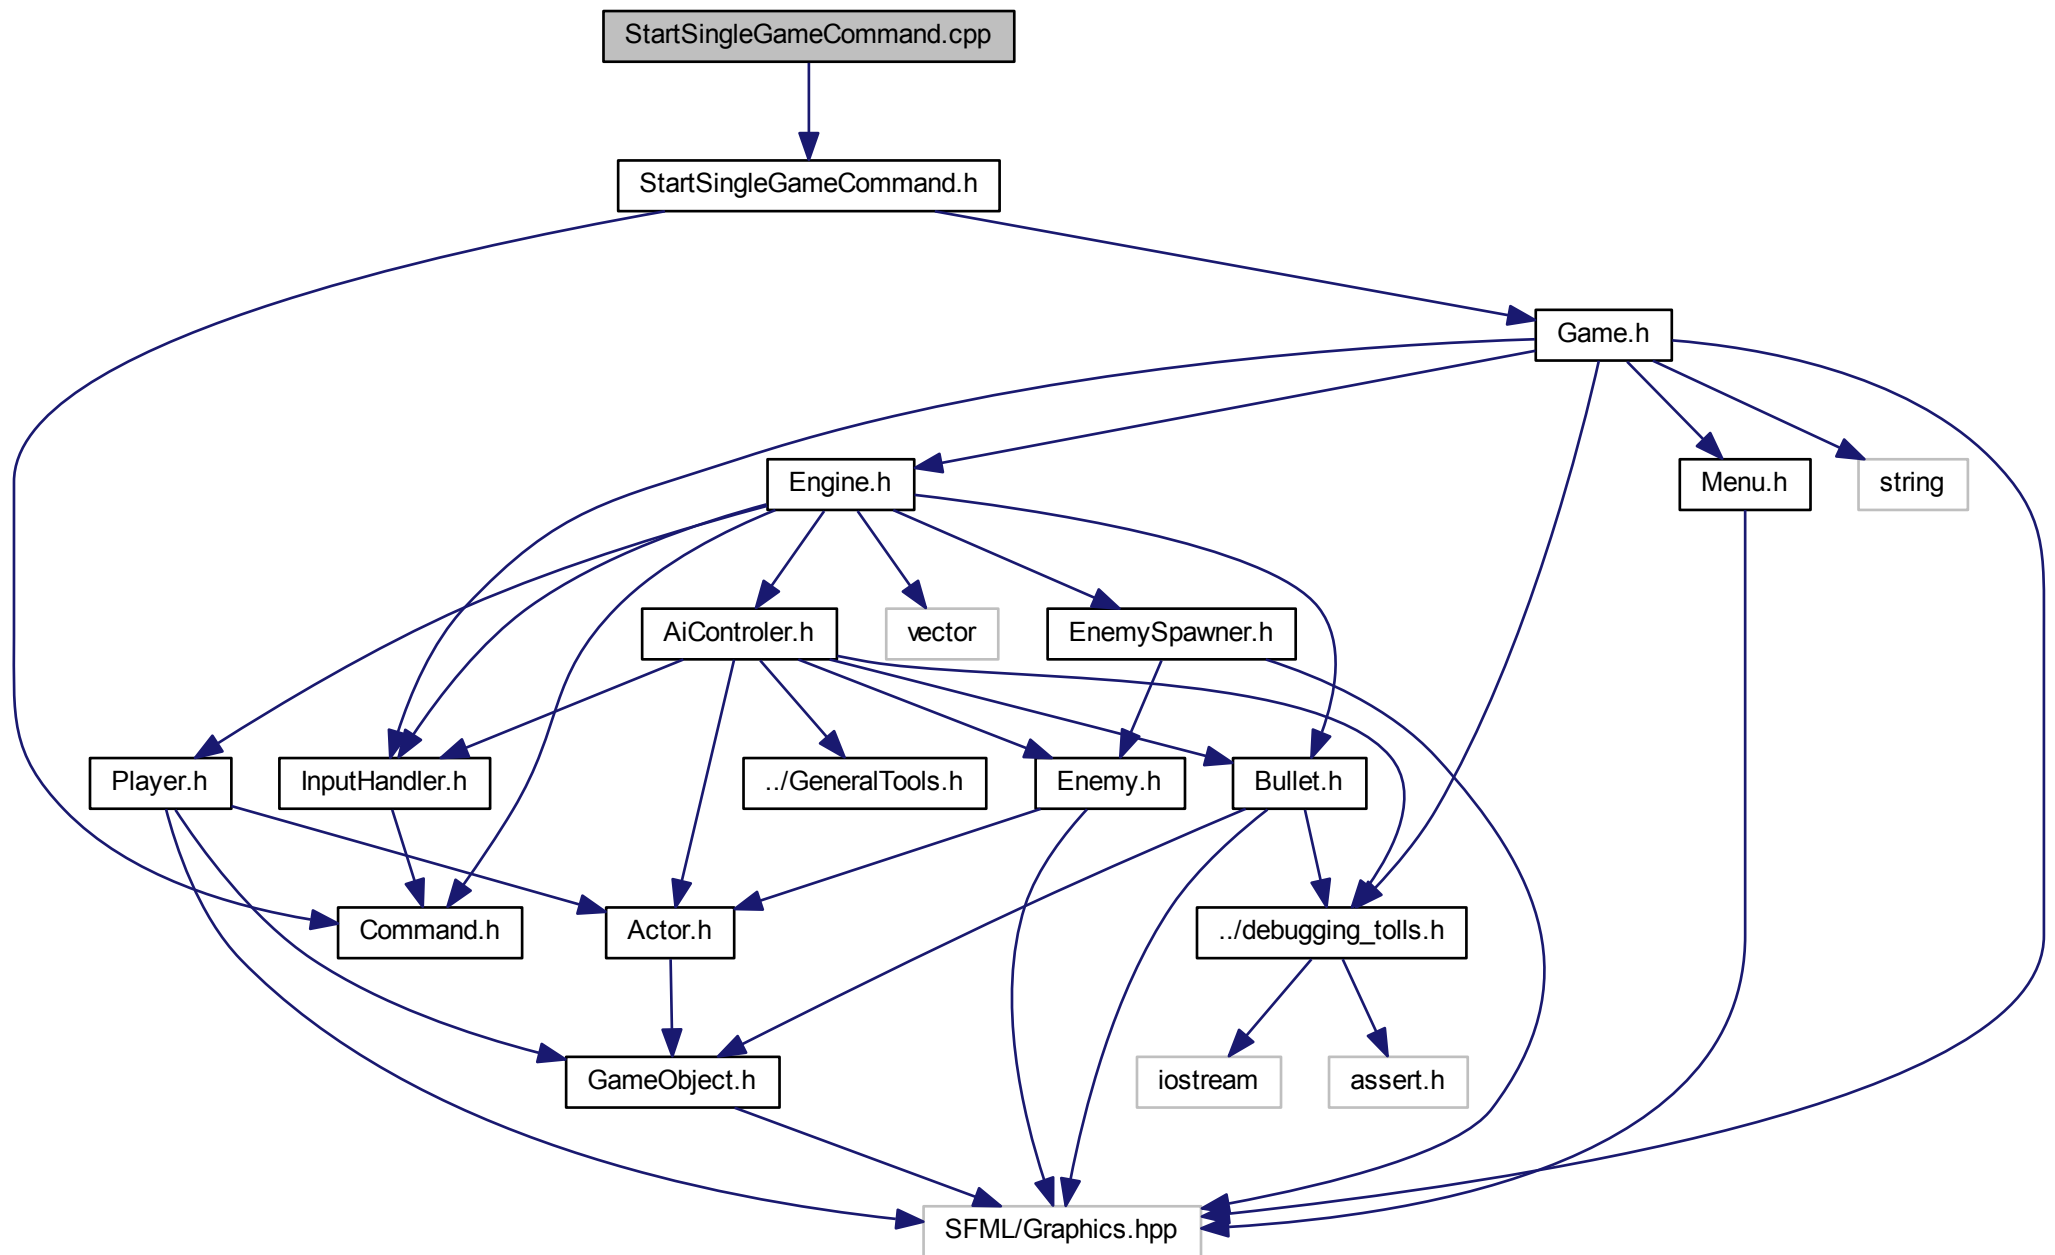 StartSingleGameCommand.cpp
StartSingleGameCommand.h
Game.h
Engine.h
Menu.h
string
AiControler.h
vector
EnemySpawner.h
Player.h
InputHandler.h
../GeneralTools.h
Enemy.h
Bullet.h
Command.h
Actor.h
../debugging_tolls.h
GameObject.h
iostream
assert.h
SFML/Graphics.hpp